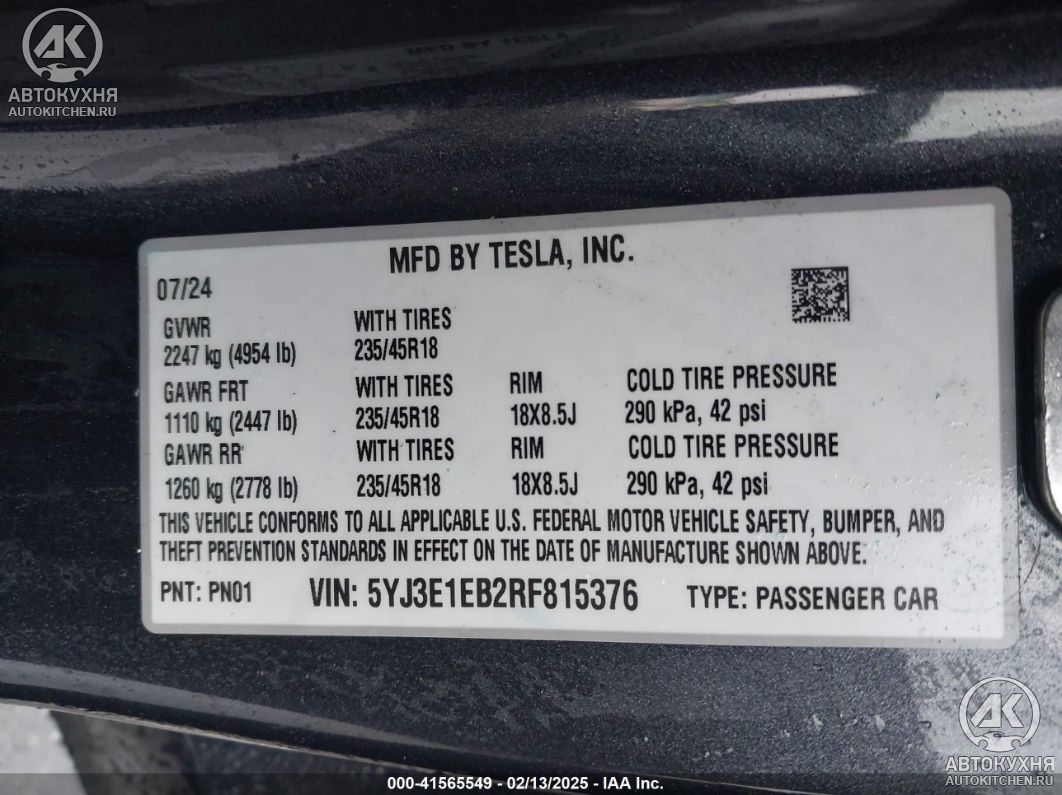 АК
АВТОКУХНЯ
AUTOKITCHEN.RU
MFD BY TESLA
MFD BY TESLA, INC.
07/24
GVWR WITH TIRES
2247 kg (4954 lb) 235/45R18
GAWR FRT WITH TIRES RIM COLD TIRE PRESSURE
1110 kg (2447 lb) 235/45R18 18X8.5J 290 kPa, 42 psi
GAWR RR WITH TIRES RIM COLD TIRE PRESSURE
1260 kg (2778 lb) 235/45R18 18X8.5J 290 kPa, 42 psi
THIS VEHICLE CONFORMS TO ALL APPLICABLE U.S. FEDERAL MOTOR VEHICLE SAFETY, BUMPER, AND
THEFT PREVENTION STANDARDS IN EFFECT ON THE DATE OF MANUFACTURE SHOWN ABOVE.
PNT: PN01 VIN: 5YJ3E1EB2RF815376 TYPE: PASSENGER CAR
АК
АВТОКУХНЯ
AUTOKITCHEN.RU
000-41565549 - 02/13/2025 - IAA Inc.